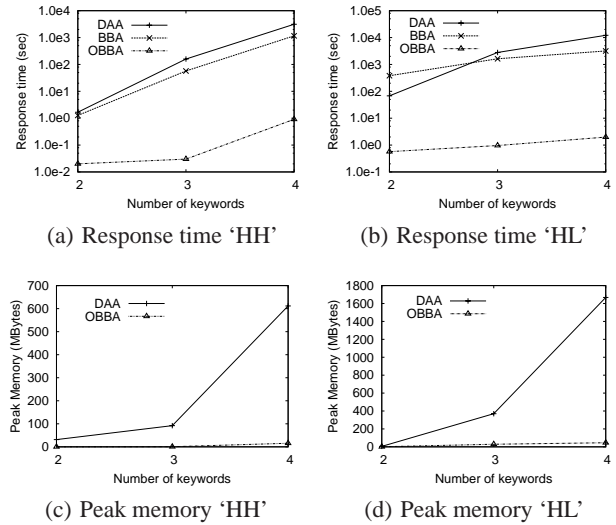 Response time (sec)
1.0e4
1.0e3
1.0e2
1.0e1
1.0e0
1.0e-1
1.0e-2
DAA
BBA
OBBA
2 3 4
Number of keywords
(a) Response time ‘HH’
Response time (sec)
1.0e5
1.0e4
1.0e3
1.0e2
1.0e1
1.0e0
1.0e-1
DAA
BBA
OBBA
2 3 4
Number of keywords
(b) Response time ‘HL’
Peak Memory (MBytes)
700
600
500
400
300
200
100
0
DAA
OBBA
2 3 4
Number of keywords
(c) Peak memory ‘HH’
Peak Memory (MBytes)
1800
1600
1400
1200
1000
800
600
400
200
0
DAA
OBBA
2 3 4
Number of keywords
(d) Peak memory ‘HL’